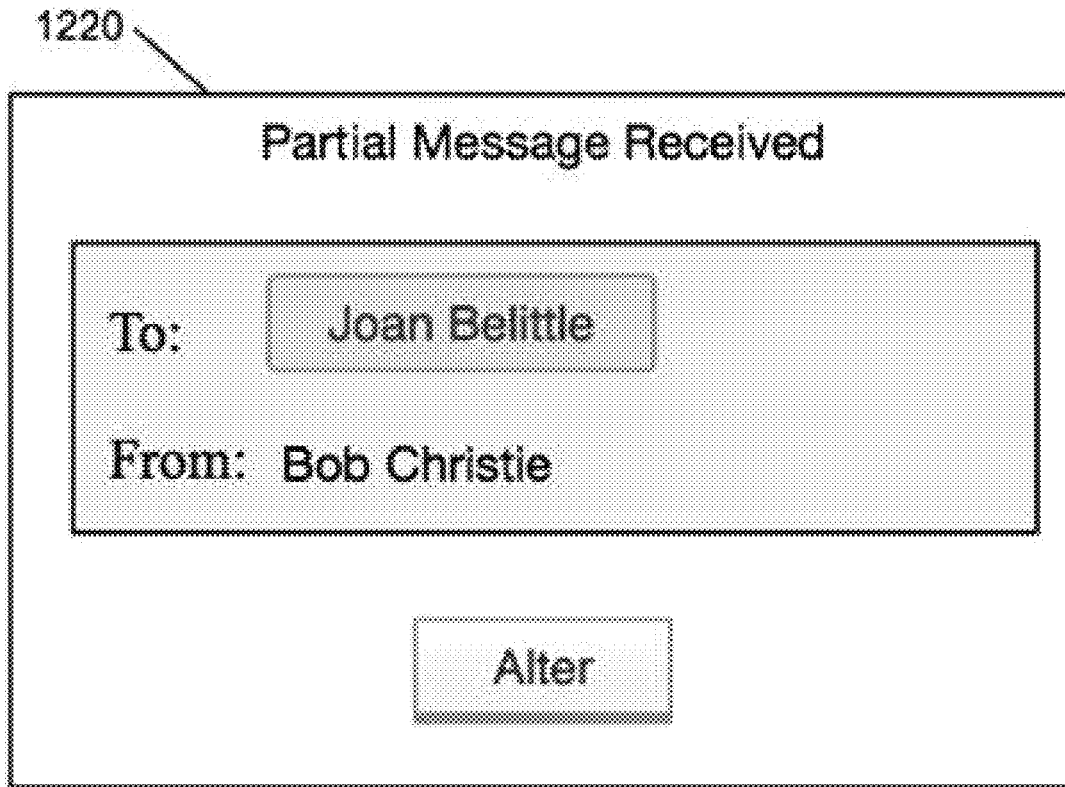 1220
Partial Message Received
To: Joan Belittle
From: Bob Christie
Alter